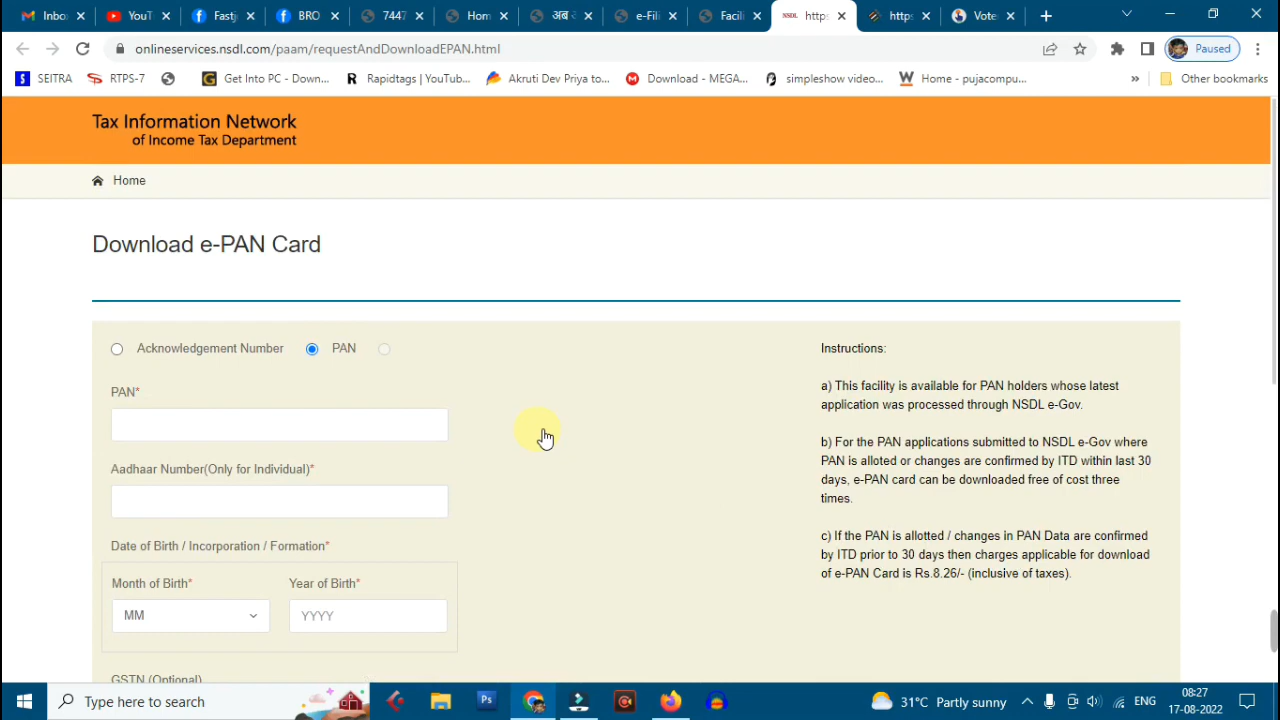 Inbo
YouT
Fastj
BRO
7447
Hom
अब
e-Fil
Facili
NSDL
https
https
Vote
onlineservices.nsdl.com/paam/requestAndDownloadEPAN.html
Paused
SEITRA
RTPS-7
Get Into PC - Down...
Rapidtags | YouTub...
Akruti Dev Priya to...
Download - MEGA...
simpleshow video...
Home - pujacompu...
»
Other bookmarks
Tax Information Network
of Income Tax Department
Home
Download e-PAN Card
Acknowledgement Number
PAN
PAN*
Aadhaar Number(Only for Individual)*
Date of Birth / Incorporation / Formation*
Month of Birth*
Year of Birth*
MM
YYYY
GSTN (Optional)
Instructions:
a) This facility is available for PAN holders whose latest
application was processed through NSDL e-Gov.
b) For the PAN applications submitted to NSDL e-Gov where
PAN is alloted or changes are confirmed by ITD within last 30
days, e-PAN card can be downloaded free of cost three
times.
c) If the PAN is allotted / changes in PAN Data are confirmed
by ITD prior to 30 days then charges applicable for download
of e-PAN Card is Rs.8.26/- (inclusive of taxes).
Type here to search
Ps
31°C Partly sunny
ENG
08:27
17-08-2022